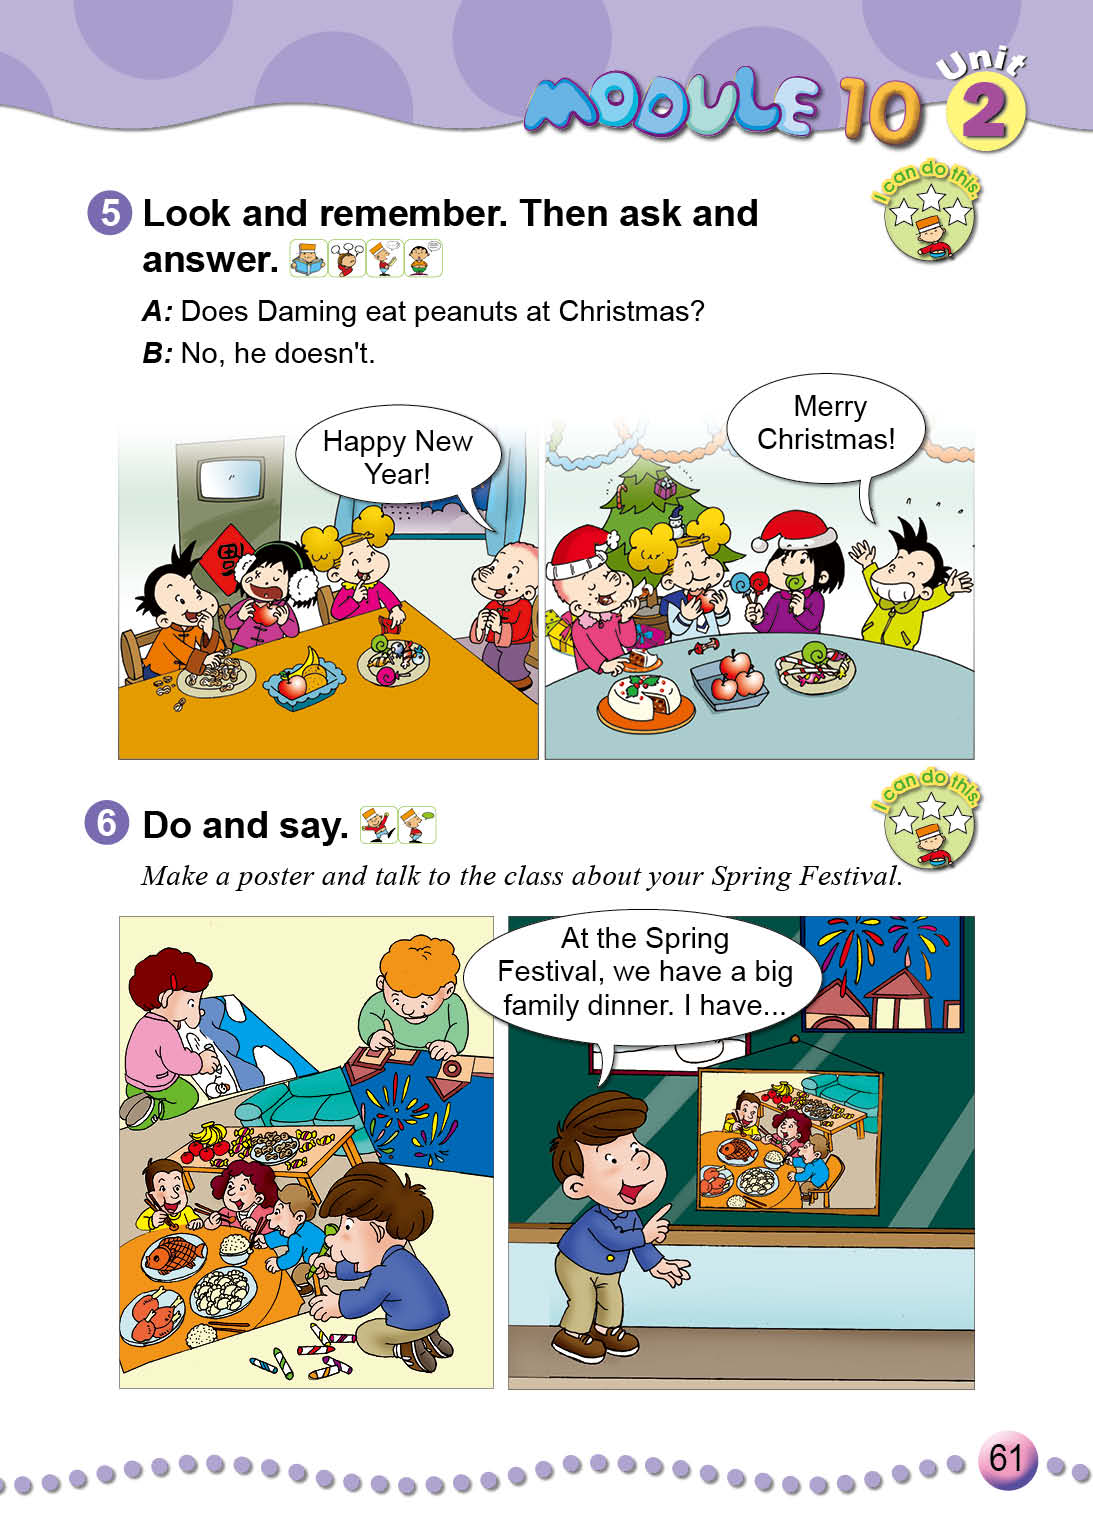 MODULE 10 Unit 2
I can do this.
5 Look and remember. Then ask and
answer.
A: Does Daming eat peanuts at Christmas?
B: No, he doesn't.
Happy New
Year!
Merry
Christmas!
福
I can do this.
6 Do and say.
Make a poster and talk to the class about your Spring Festival.
At the Spring
Festival, we have a big
family dinner. I have...
61